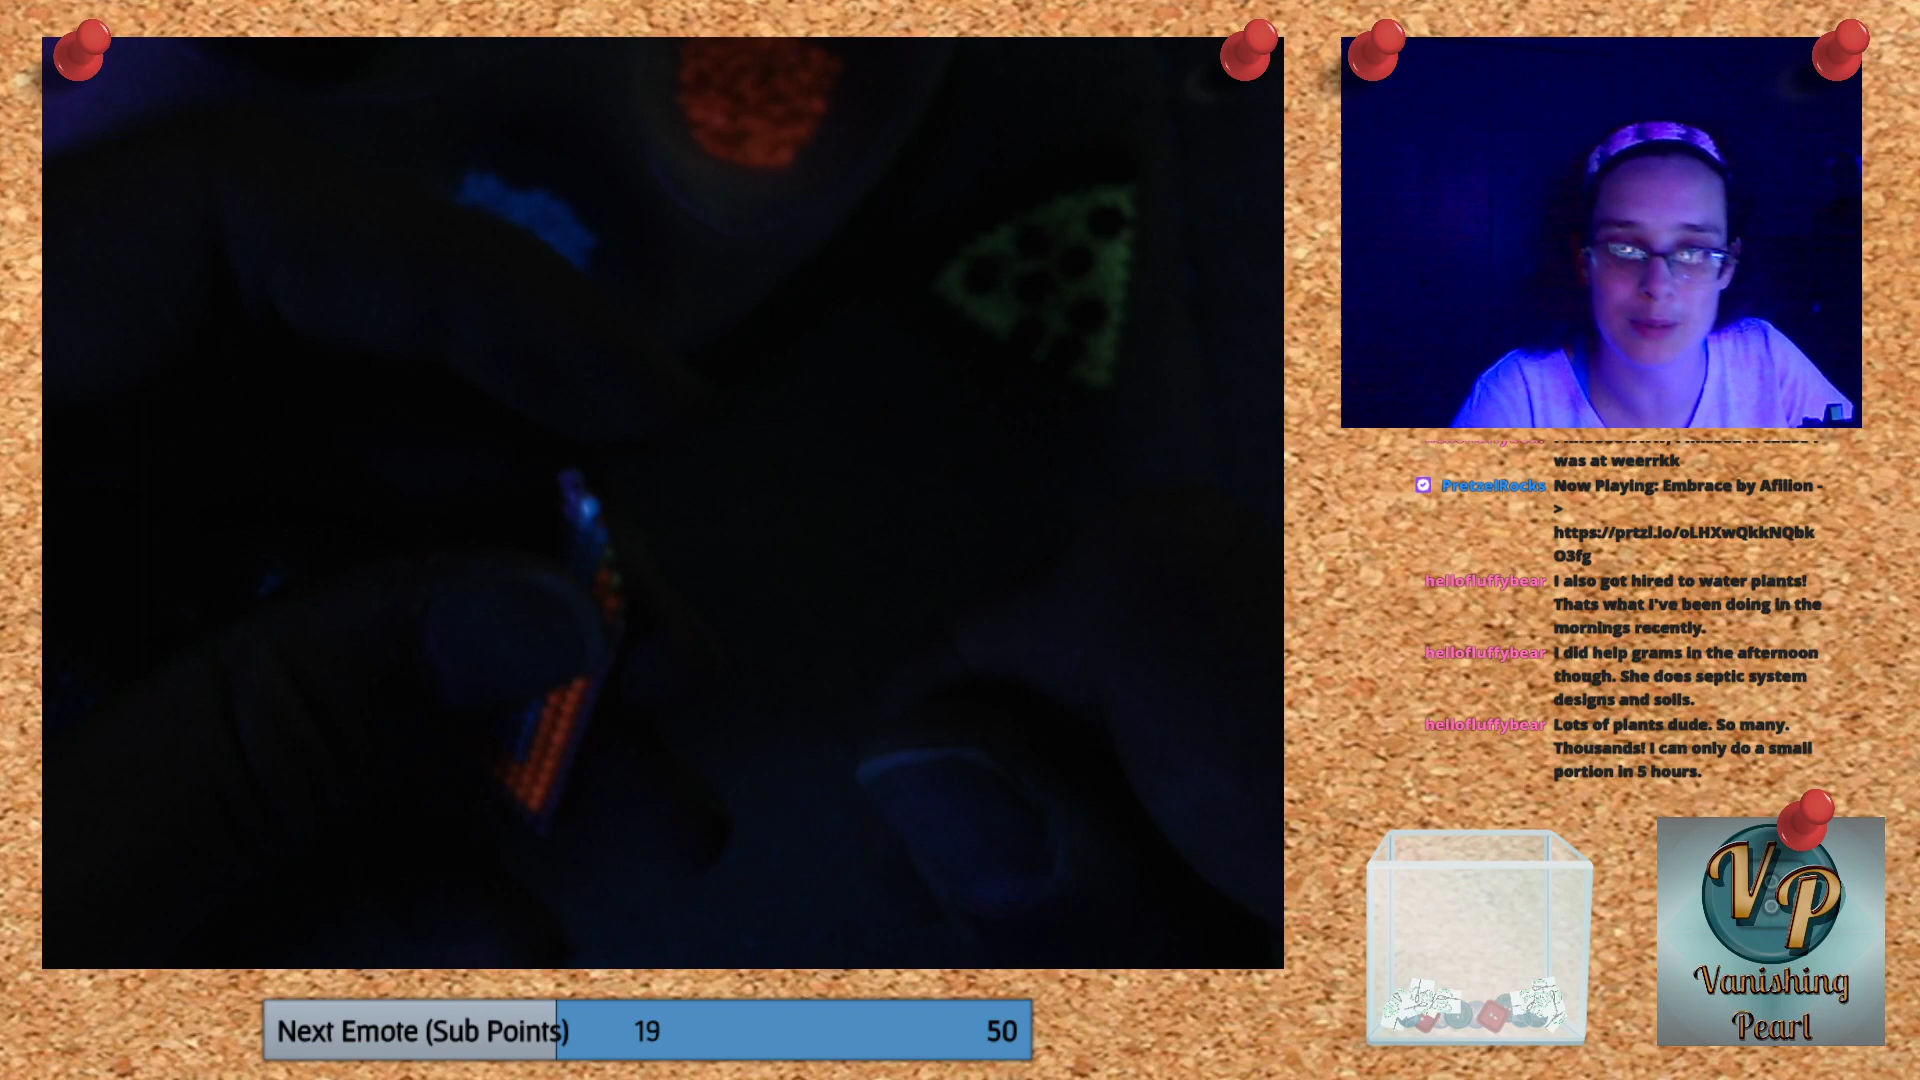 was at weerrkk
PretzelRocks Now Playing: Embrace by Afilion -
>
https://prtzl.io/oLHXwQkkNQbk
O3fg
hellofluffybear I also got hired to water plants!
Thats what I've been doing in the
mornings recently.
hellofluffybear I did help grams in the afternoon
though. She does septic system
designs and soils.
hellofluffybear Lots of plants dude. So many.
Thousands! I can only do a small
portion in 5 hours.
VP
Vanishing
Pearl
Next Emote (Sub Points) 19 50